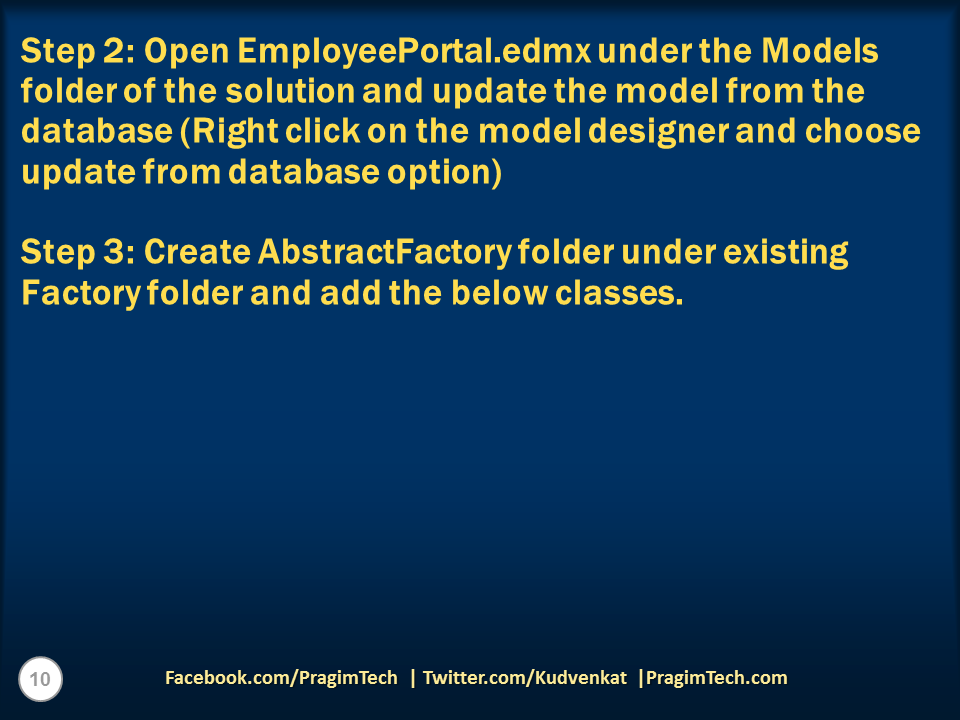 Step 2: Open EmployeePortal.edmx under the Models
folder of the solution and update the model from the
database (Right click on the model designer and choose
update from database option)
Step 3: Create AbstractFactory folder under existing
Factory folder and add the below classes.
10
Facebook.com/PragimTech | Twitter.com/Kudvenkat |PragimTech.com